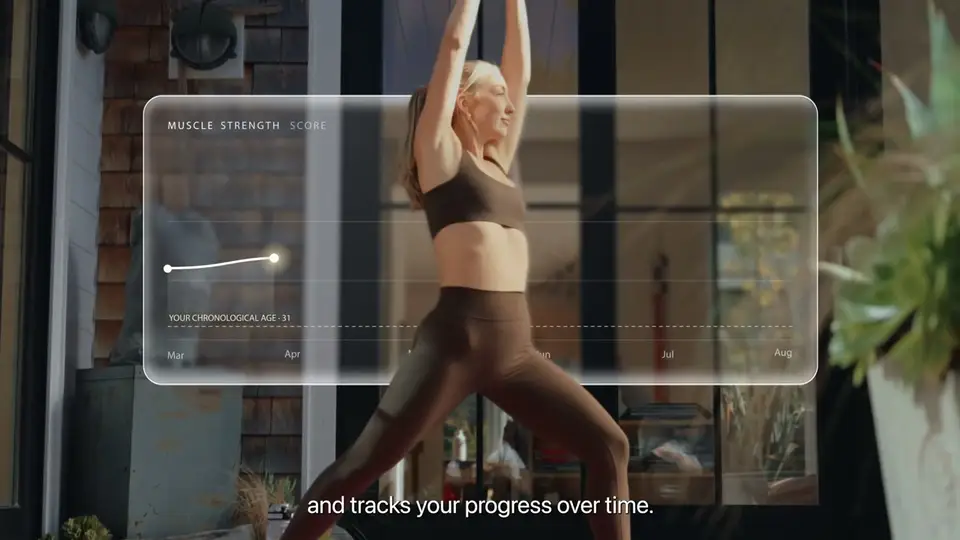 MUSCLE STRENGTH SCORE
YOUR CHRONOLOGICAL AGE - 31
Mar
Apr
Jul
Aug
and tracks your progress over time.